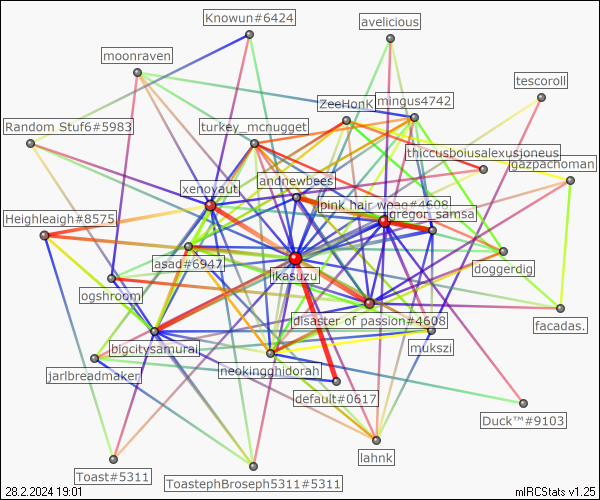 Knowun#6424
avelicious
moonraven
tescoroll
ZeeHonK
mingus4742
Random Stuf6#5983
turkey_mcnugget
thiccusboiusalexusjoneus
gazpachoman
xenoyaut
andnewbees
pink hair weaq#4608
gregor_samsa
Heighleaigh#8575
asad#6947
likasuzu
doggerdig
ogshroom
disaster of passion#4608
facadas.
bigcitysamurai
mukszi
jarlbreadmaker
neokingghidorah
default#0617
Duck™#9103
lahnk
Toast#5311
ToastephBroseph5311#5311
28.2.2024 19:01
mIRCStats v1.25